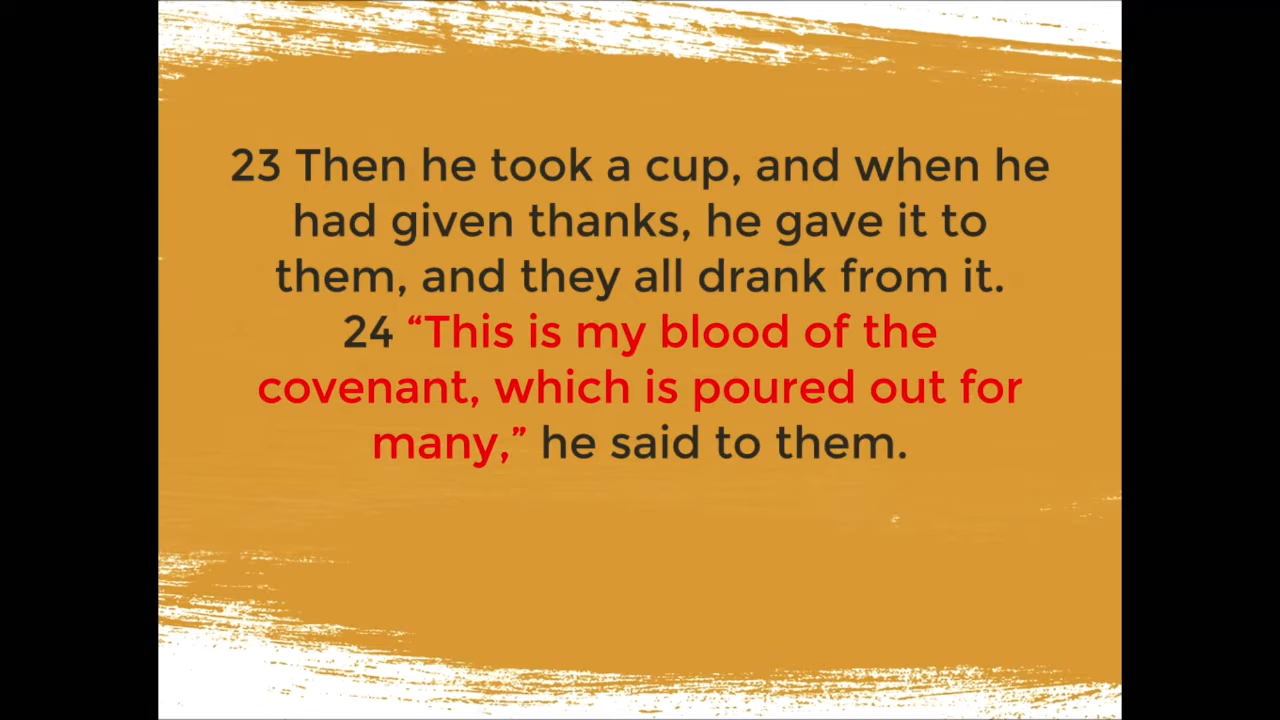 23 Then he took a cup, and when he
had given thanks, he gave it to
them, and they all drank from it.
24 “This is my blood of the
covenant, which is poured out for
many,” he said to them.